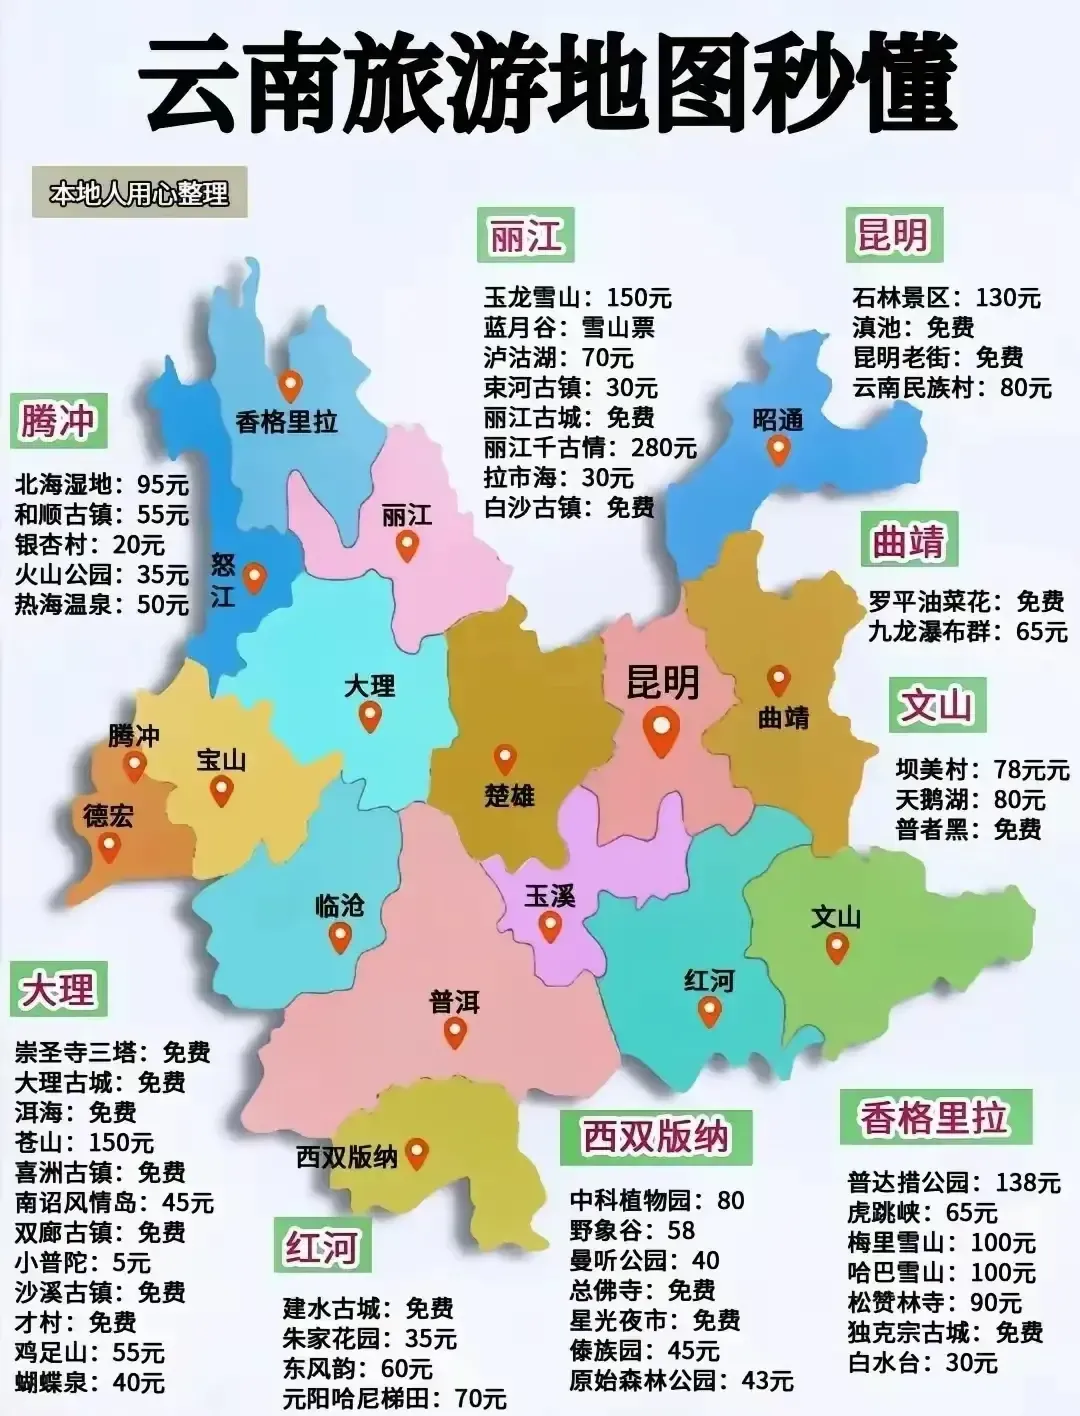 云南旅游地图秒懂
本地人用心整理
丽江
玉龙雪山：150元
蓝月谷：雪山票
泸沽湖：70元
束河古镇：30元
丽江古城：免费
丽江千古情：280元
拉市海：30元
白沙古镇：免费
昆明
石林景区：130元
滇池：免费
昆明老街：免费
云南民族村：80元
腾冲
北海湿地：95元
和顺古镇：55元
银杏村：20元
火山公园：35元
热海温泉：50元
曲靖
罗平油菜花：免费
九龙瀑布群：65元
文山
坝美村：78元元
天鹅湖：80元
普者黑：免费
香格里拉
昭通
丽江
怒
江
大理
昆明
曲靖
腾冲
宝山
楚雄
德宏
临沧
玉溪
文山
普洱
红河
西双版纳
大理
崇圣寺三塔：免费
大理古城：免费
洱海：免费
苍山：150元
喜洲古镇：免费
南诏风情岛：45元
双廊古镇：免费
小普陀：5元
沙溪古镇：免费
才村：免费
鸡足山：55元
蝴蝶泉：40元
红河
建水古城：免费
朱家花园：35元
东风韵：60元
元阳哈尼梯田：70元
西双版纳
中科植物园：80
野象谷：58
曼听公园：40
总佛寺：免费
星光夜市：免费
傣族园：45元
原始森林公园：43元
香格里拉
普达措公园：138元
虎跳峡：65元
梅里雪山：100元
哈巴雪山：100元
松赞林寺：90元
独克宗古城：免费
白水台：30元